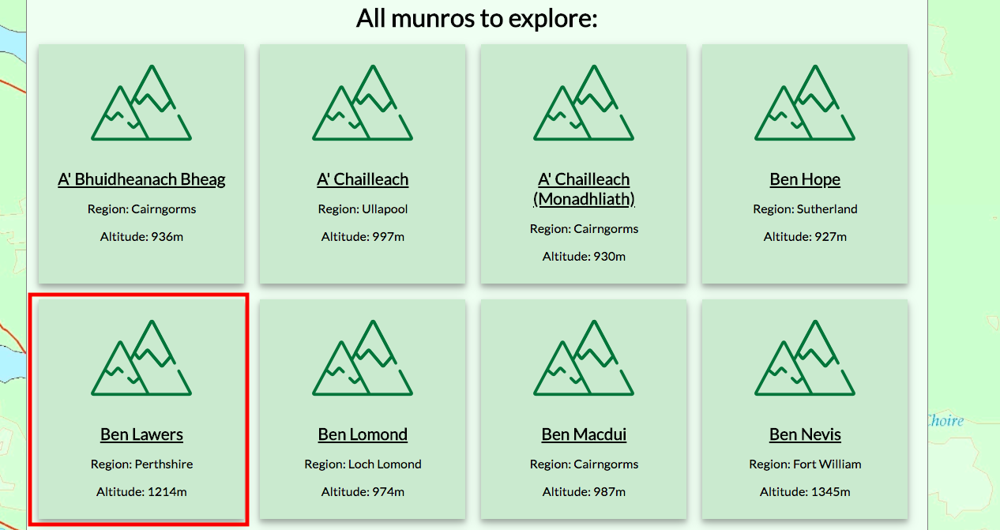 All munros to explore:
A' Bhuidheanach Bheag
Region: Cairngorms
Altitude: 936m
A' Chailleach
Region: Ullapool
Altitude: 997m
A' Chailleach
(Monadhliath)
Region: Cairngorms
Altitude: 930m
Ben Hope
Region: Sutherland
Altitude: 927m
Ben Lawers
Region: Perthshire
Altitude: 1214m
Ben Lomond
Region: Loch Lomond
Altitude: 974m
Ben Macdui
Region: Cairngorms
Altitude: 987m
Ben Nevis
Region: Fort William
Altitude: 1345m
Choire